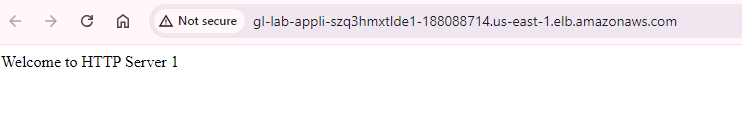 Not secure gl-lab-appli-szq3hmxtlde1-188088714.us-east-1.elb.amazonaws.com
Welcome to HTTP Server 1